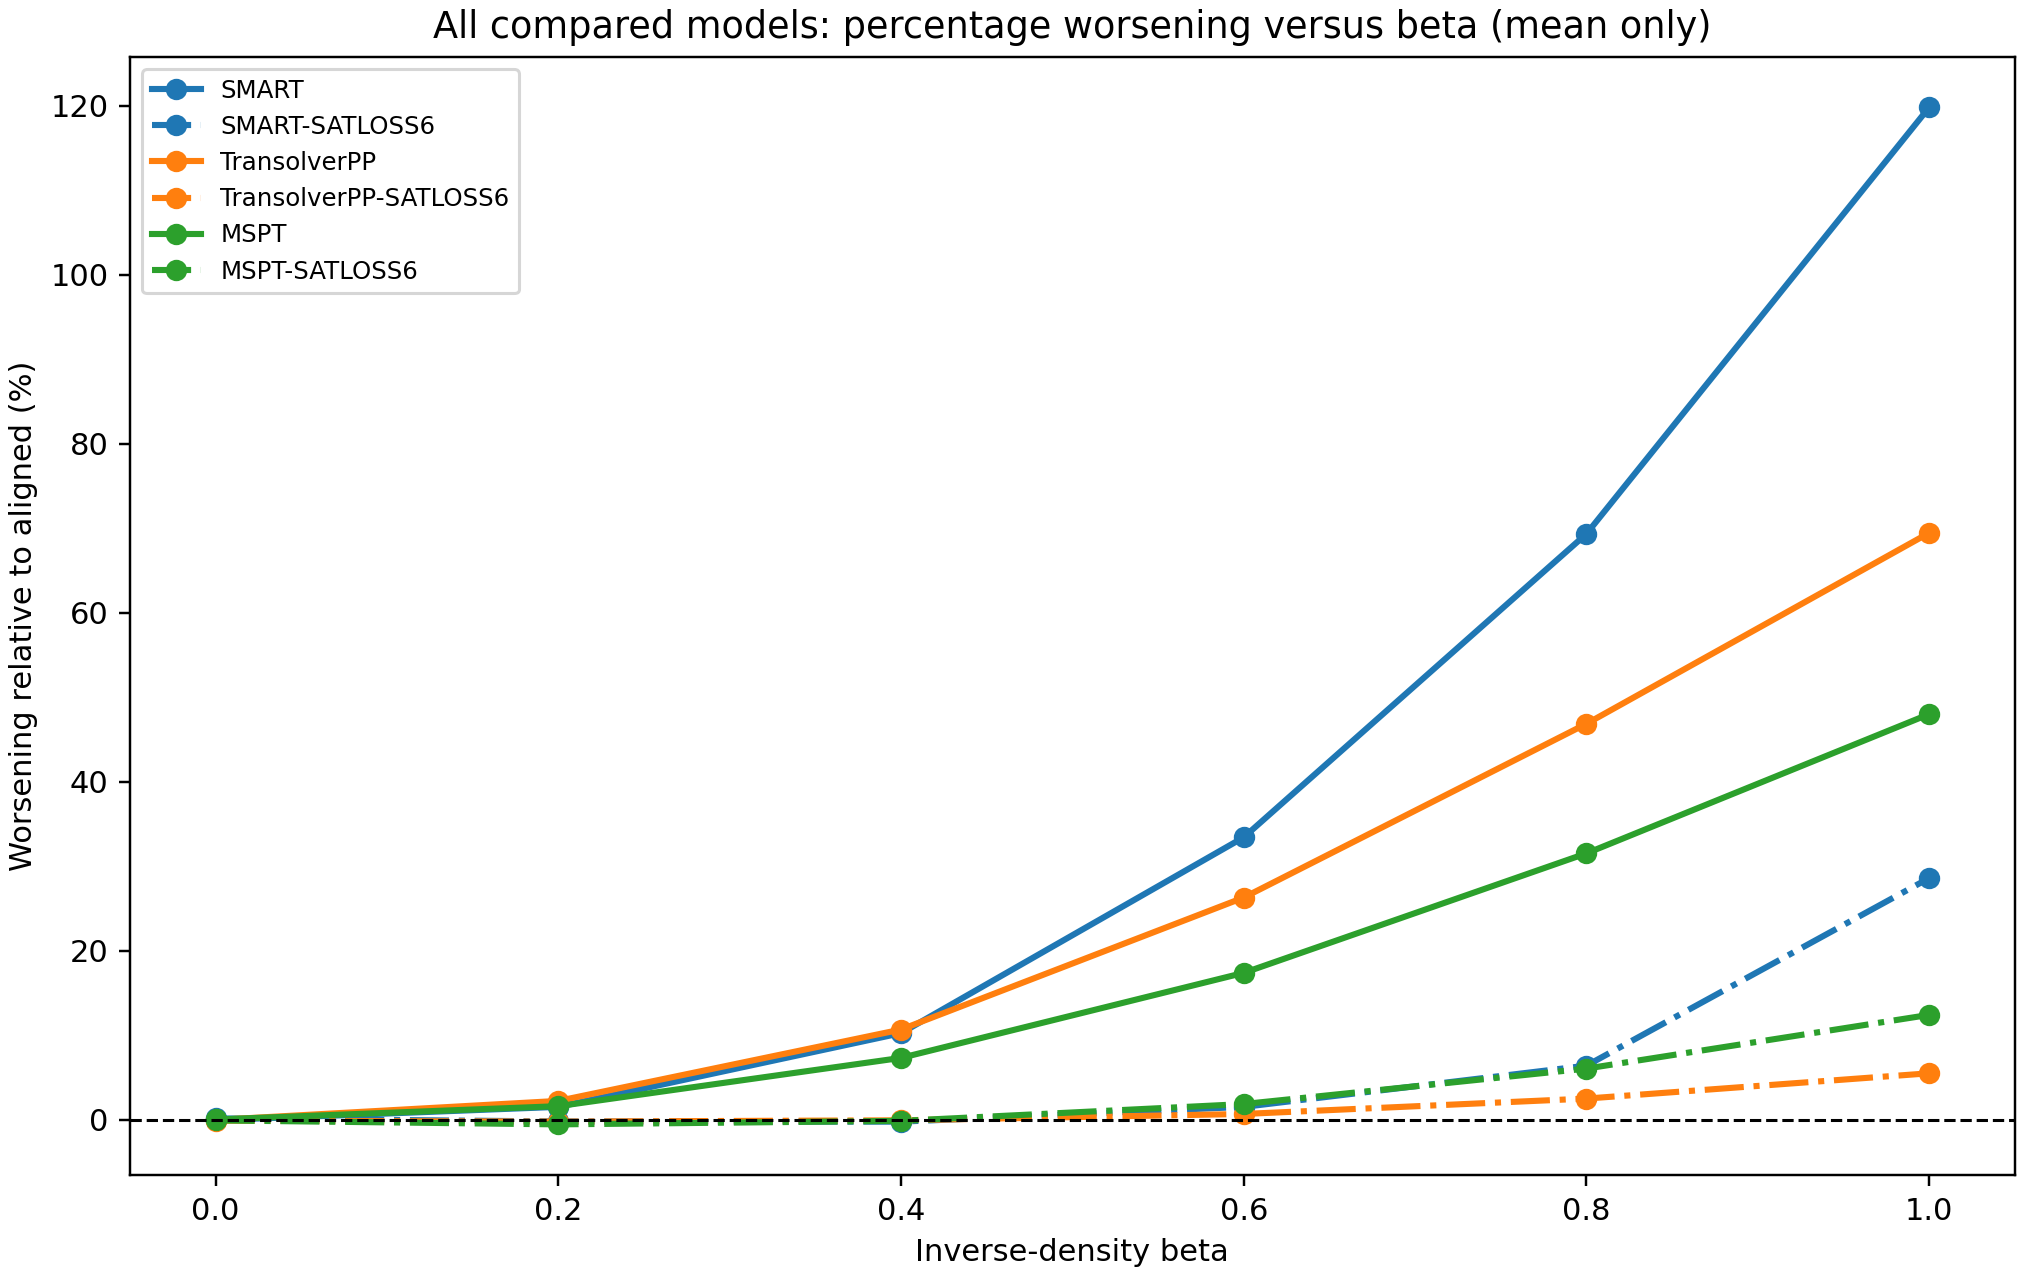 All compared models: percentage worsening versus beta (mean only)
SMART
SMART-SATLOSS6
TransolverPP
TransolverPP-SATLOSS6
MSPT
MSPT-SATLOSS6
Worsening relative to aligned (%)
120
100
80
60
40
20
0
0.0 0.2 0.4 0.6 0.8 1.0
Inverse-density beta